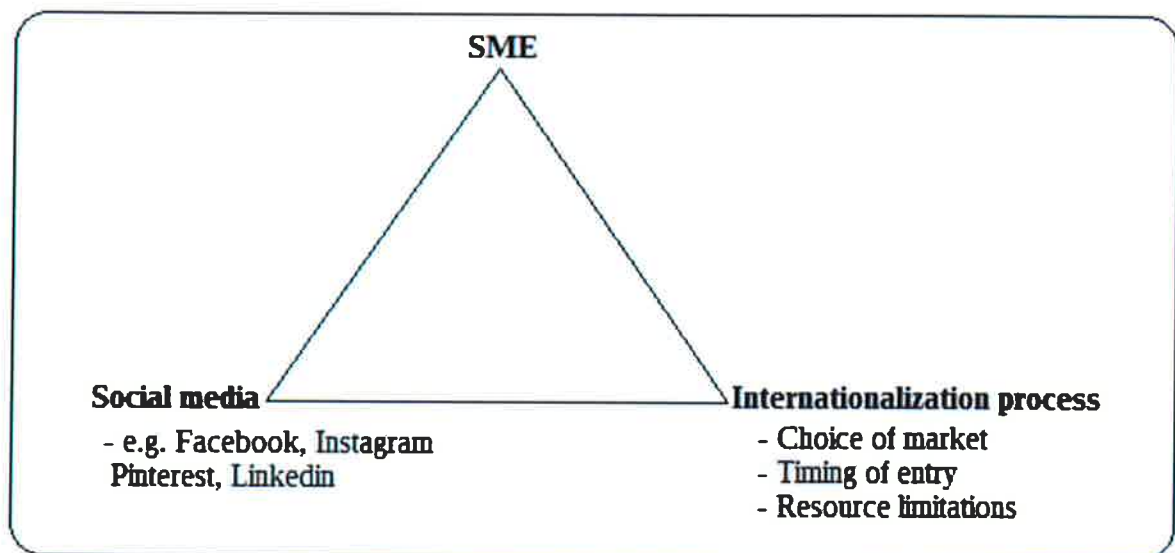 SME
Social media
- e.g. Facebook, Instagram
Pinterest, Linkedin
Internationalization process
- Choice of market
- Timing of entry
- Resource limitations